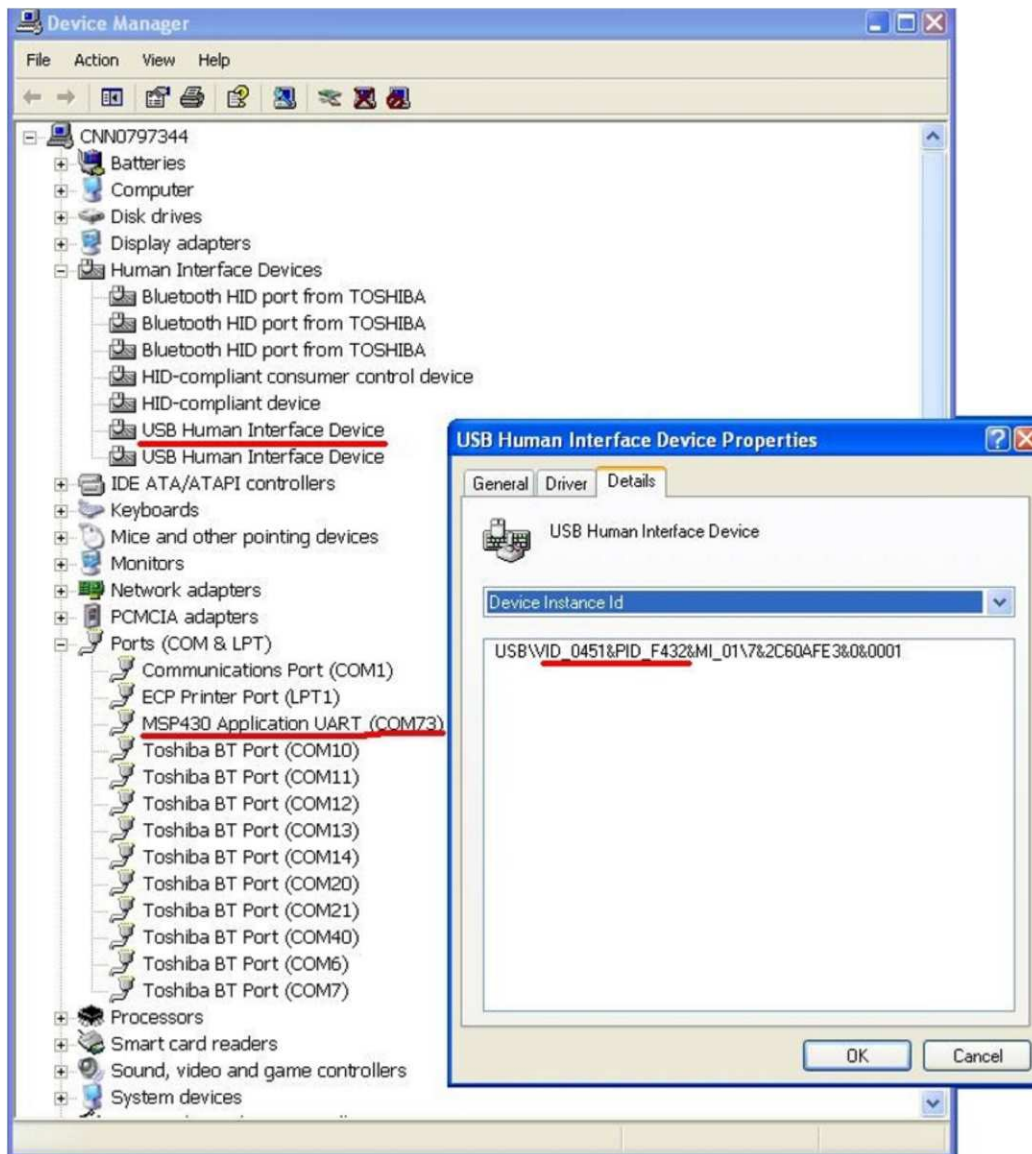 Device Manager
File Action View Help
CNN0797344
Batteries
Computer
Disk drives
Display adapters
Human Interface Devices
Bluetooth HID port from TOSHIBA
Bluetooth HID port from TOSHIBA
Bluetooth HID port from TOSHIBA
HID-compliant consumer control device
HID-compliant device
USB Human Interface Device
USB Human Interface Device
IDE ATA/ATAPI controllers
Keyboards
Mice and other pointing devices
Monitors
Network adapters
PCMCIA adapters
Ports (COM & LPT)
Communications Port (COM1)
ECP Printer Port (LPT1)
MSP430 Application UART (COM73)
Toshiba BT Port (COM10)
Toshiba BT Port (COM11)
Toshiba BT Port (COM12)
Toshiba BT Port (COM13)
Toshiba BT Port (COM14)
Toshiba BT Port (COM20)
Toshiba BT Port (COM21)
Toshiba BT Port (COM40)
Toshiba BT Port (COM6)
Toshiba BT Port (COM7)
Processors
Smart card readers
Sound, video and game controllers
System devices
USB Human Interface Device Properties
General Driver Details
USB Human Interface Device
Device Instance Id
USB\VID_0451&PID_F432&MI_01\7&2C60AFE3&0&0001
OK Cancel